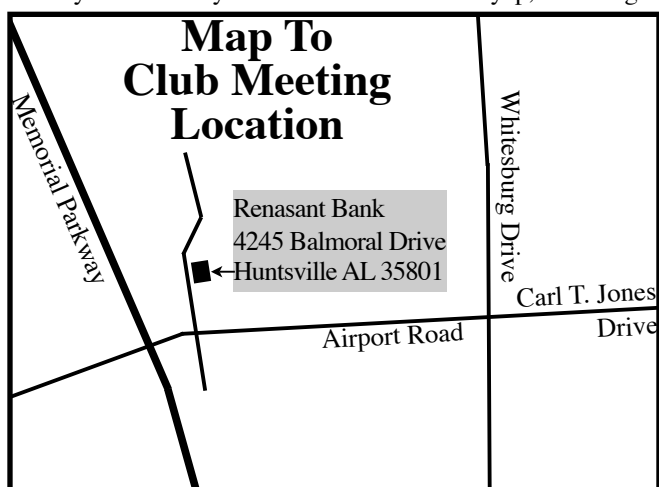 Map To
Club Meeting
Location
Memorial Parkway
Whitesburg Drive
Renasant Bank
4245 Balmoral Drive
Huntsville AL 35801
Carl T. Jones
Drive
Airport Road